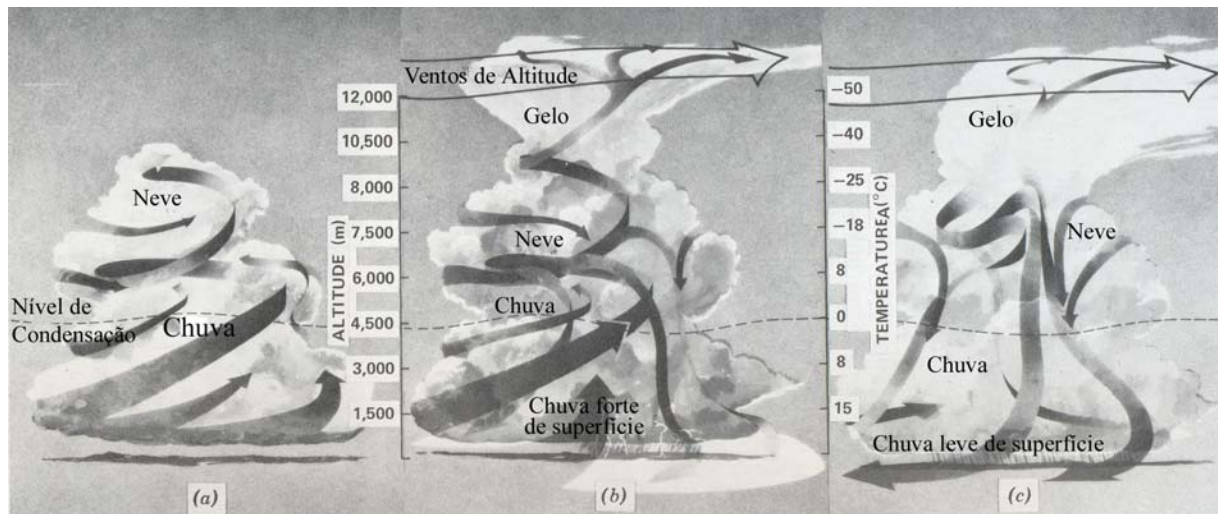 Neve
Nível de
Condensação
Chuva
(a)
ALTITUDE (m)
12,000
10,500
8,000
7,500
6,000
4,500
3,000
1,500
Ventos de Altitude
Gelo
Neve
Chuva
Chuva forte
de superfície
(b)
−50
−40
−25
−18
8
0
8
15
TEMPERATURE (°C)
A
Gelo
Neve
Chuva
Chuva leve de superfície
(c)